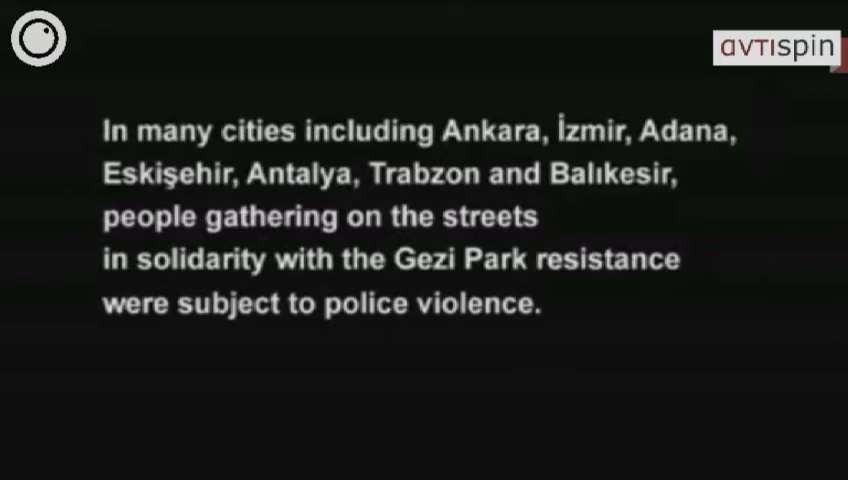 αντιspin
In many cities including Ankara, İzmir, Adana,
Eskişehir, Antalya, Trabzon and Balıkesir,
people gathering on the streets
in solidarity with the Gezi Park resistance
were subject to police violence.